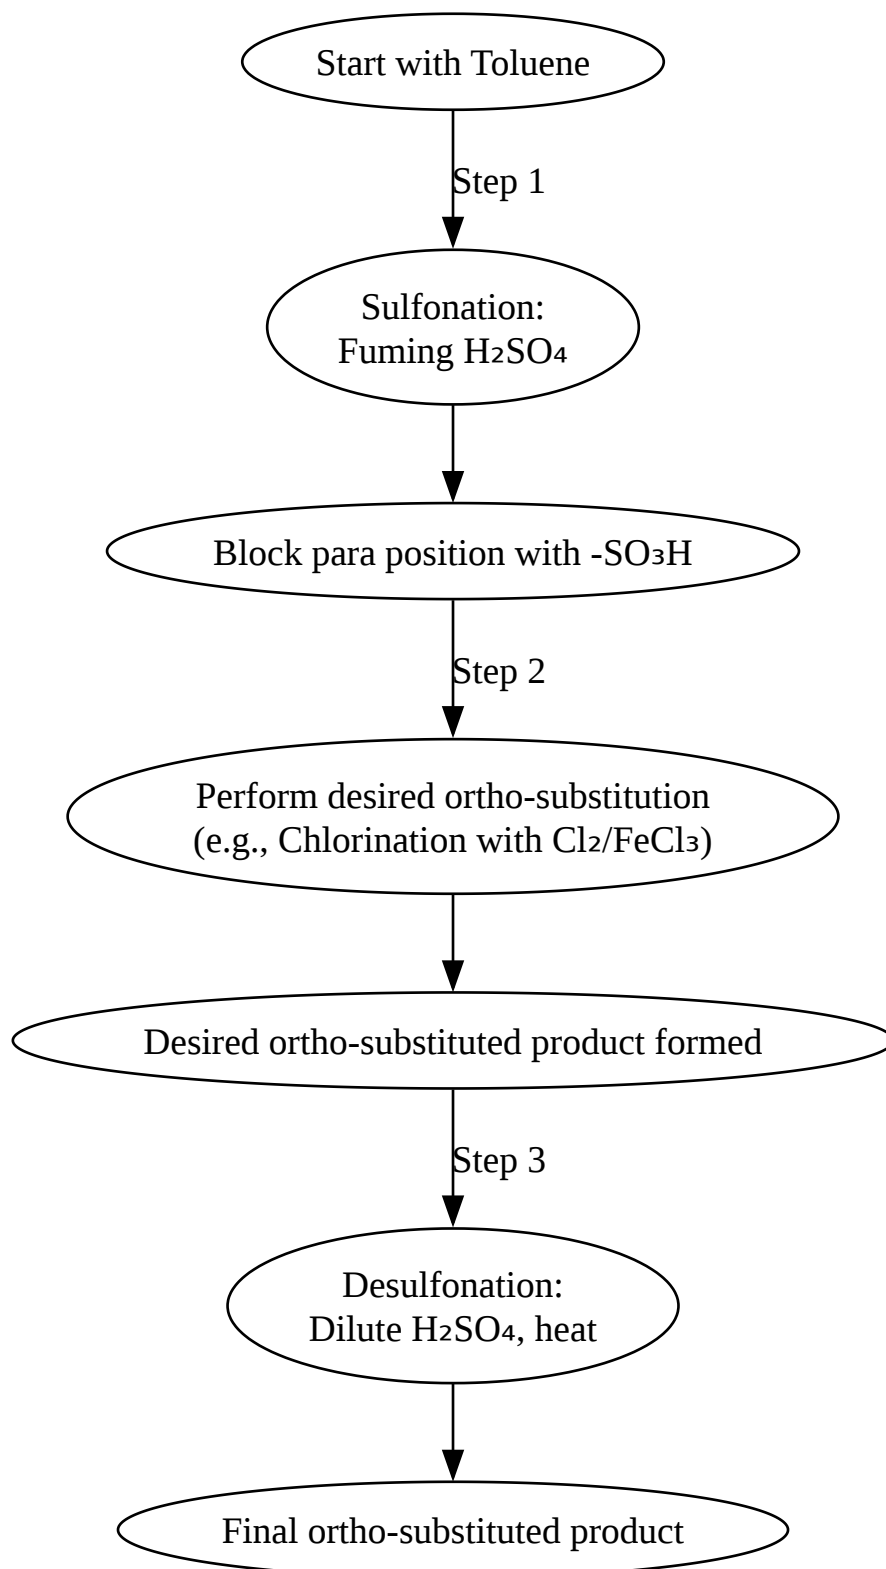 Start with Toluene
Step 1
Sulfonation:
Fuming H₂SO₄
Block para position with -SO₃H
Step 2
Perform desired ortho-substitution
(e.g., Chlorination with Cl₂/FeCl₃)
Desired ortho-substituted product formed
Step 3
Desulfonation:
Dilute H₂SO₄, heat
Final ortho-substituted product